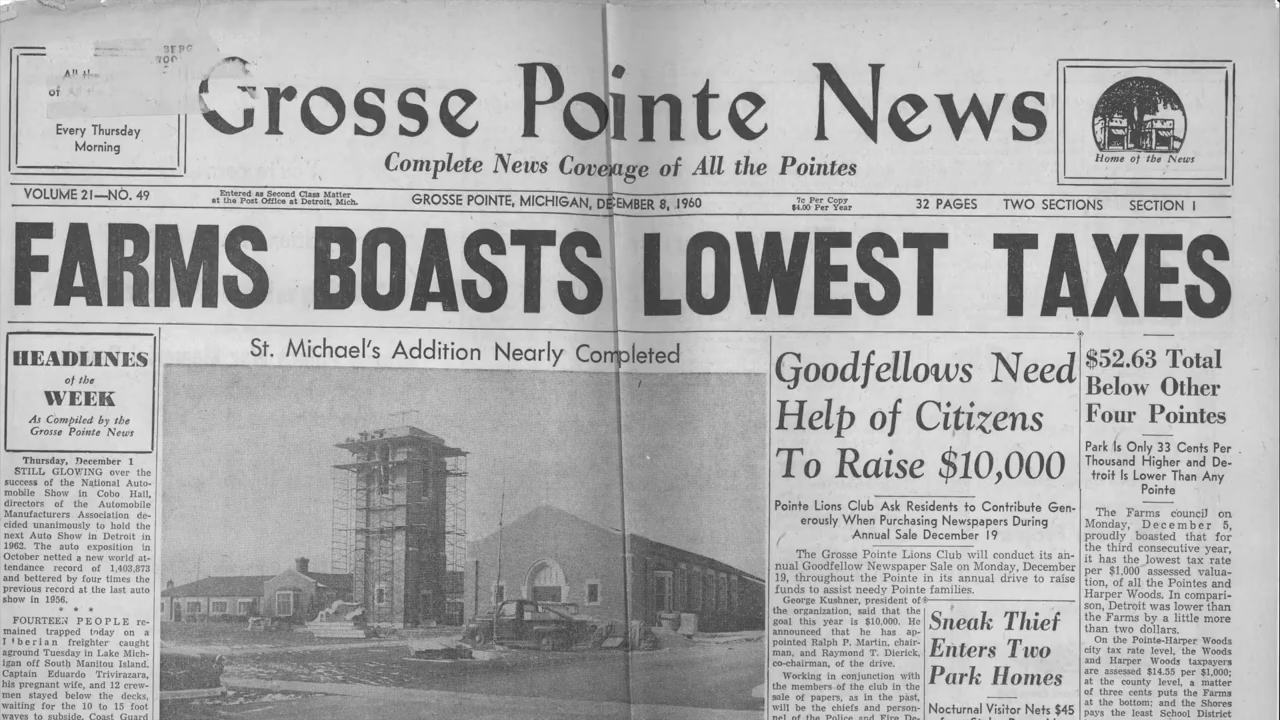 BERG
All th
of
Every Thursday
Morning
Grosse Pointe News
Complete News Coverage of All the Pointes
Home of the News
VOLUME 21—NO. 49
Entered as Second Class Matter
at the Post Office at Detroit, Mich.
GROSSE POINTE, MICHIGAN, DECEMBER 8, 1960
7c Per Copy
$4.00 Per Year
32 PAGES TWO SECTIONS SECTION 1
FARMS BOASTS LOWEST TAXES
HEADLINES
of the
WEEK
As Compiled by the
Grosse Pointe News
Thursday, December 1
STILL GLOWING over the
success of the National Auto-
mobile Show in Cobo Hall,
directors of the Automobile
Manufacturers Association de-
cided unanimously to hold the
next Auto Show in Detroit in
1962. The auto exposition in
October netted a new world at-
tendance record of 1,403,873
and bettered by four times the
previous record at the last auto
show in 1956.
* * *
FOURTEEN PEOPLE re-
mained trapped today on a
Liberian freighter caught
aground Tuesday in Lake Mich-
igan off South Manitou Island.
Captain Eduardo Trivirazara,
his pregnant wife, and 12 crew-
men stayed below the decks,
waiting for the 10 to 15 foot
waves to subside. Coast Guard
St. Michael's Addition Nearly Completed
Goodfellows Need
Help of Citizens
To Raise $10,000
Pointe Lions Club Ask Residents to Contribute Gen-
erously When Purchasing Newspapers During
Annual Sale December 19
The Grosse Pointe Lions Club will conduct its an-
nual Goodfellow Newspaper Sale on Monday, December
19, throughout the Pointe in its annual drive to raise
funds to assist needy Pointe families.
George Kushner, president of
the organization, said that the
goal this year is $10,000. He
announced that he has ap-
pointed Ralph P. Martin, chair-
man, and Raymond T. Dierick,
co-chairman, of the drive.
Working in conjunction with
the members of the club in the
sale of papers, as in the past,
will be the chiefs and person-
nel of the Police and Fire De-
Sneak Thief
Enters Two
Park Homes
Nocturnal Visitor Nets $45
$52.63 Total
Below Other
Four Pointes
Park Is Only 33 Cents Per
Thousand Higher and De-
troit Is Lower Than Any
Pointe
The Farms council on
Monday, December 5,
proudly boasted that for
the third consecutive year,
it has the lowest tax rate
per $1,000 assessed valua-
tion, of all the Pointes and
Harper Woods. In compari-
son, Detroit was lower than
the Farms by a little more
than two dollars.
On the Pointe-Harper Woods
city tax rate level, the Woods
and Harper Woods taxpayers
are assessed $14.55 per $1,000;
at the county level, a matter
of three cents puts the Farms
at the bottom; and the Shores
pays the least School District